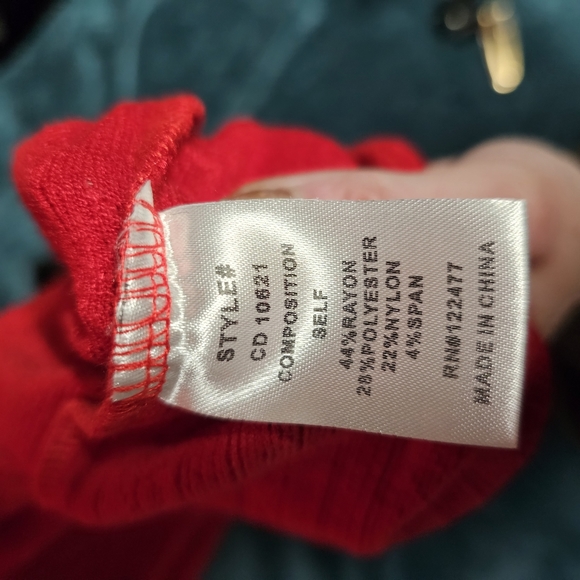 STYLE#
CD 10621
COMPOSITION
SELF
44%RAYON
28%POLYESTER
22%NYLON
4%SPAN
RN#122477
MADE IN CHINA